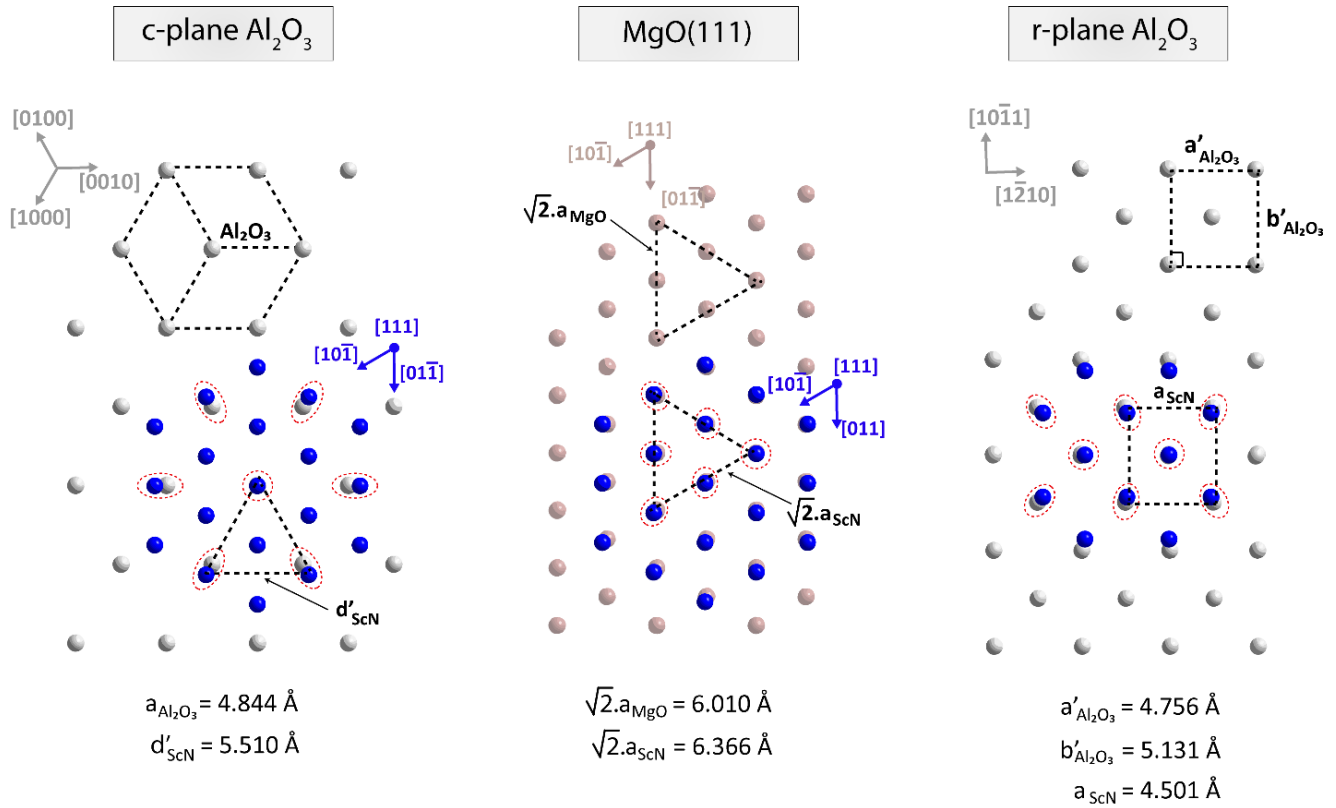 c-plane Al₂O₃
[0100]
[0010]
[1000]
Al₂O₃
[111]
[101̅]
[011̅]
d′ScN
aAl₂O₃ = 4.844 Å
d′ScN = 5.510 Å
MgO(111)
[111]
[101̅]
[011̅]
√2.aMgO
[111]
[101̅]
[011]
√2.aScN
√2.aMgO = 6.010 Å
√2.aScN = 6.366 Å
r-plane Al₂O₃
[101̅1]
[12̅10]
a′Al₂O₃
b′Al₂O₃
aScN
a′Al₂O₃ = 4.756 Å
b′Al₂O₃ = 5.131 Å
aScN = 4.501 Å